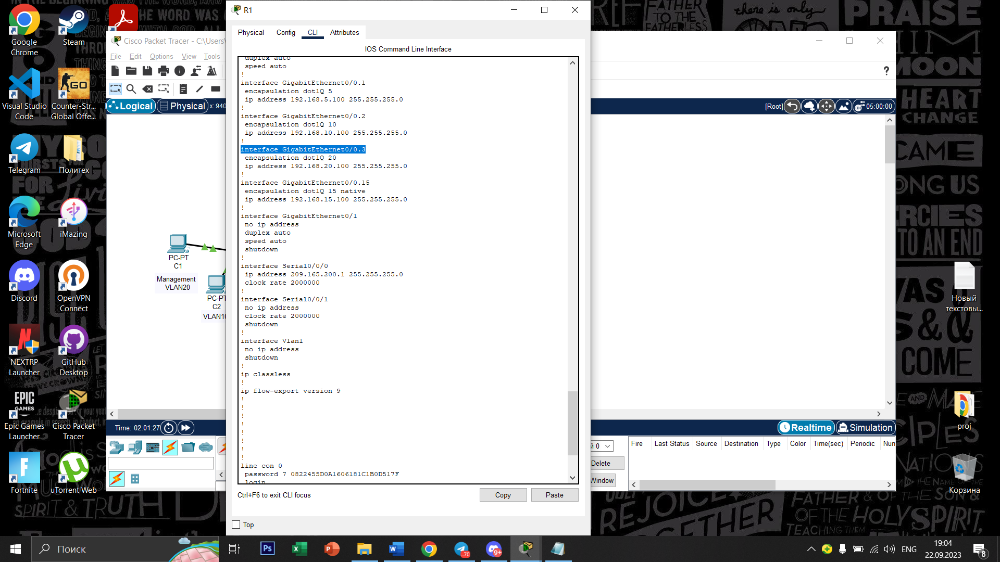 Google
Chrome
Steam
Visual Studio
Code
Counter-Str...
Global Offe...
Telegram
Политех
Microsoft
Edge
iMazing
Discord
OpenVPN
Connect
NEXTRP
Launcher
GitHub
Desktop
EPIC
GAMES
Epic Games
Launcher
Cisco Packet
Tracer
Fortnite
uTorrent Web
Cisco Packet Tracer - C:\Users\
File Edit Options View Tools
Logical Physical x: 940
[Root] 05:00:00
PC-PT
C1
Management
VLAN20
PC-PT
C2
VLAN10
Time: 02:01:27
Realtime Simulation
R1
Physical Config CLI Attributes
IOS Command Line Interface
duplex auto
speed auto
!
interface GigabitEthernet0/0.1
encapsulation dot1Q 5
ip address 192.168.5.100 255.255.255.0
!
interface GigabitEthernet0/0.2
encapsulation dot1Q 10
ip address 192.168.10.100 255.255.255.0
!
interface GigabitEthernet0/0.3
encapsulation dot1Q 20
ip address 192.168.20.100 255.255.255.0
!
interface GigabitEthernet0/0.15
encapsulation dot1Q 15 native
ip address 192.168.15.100 255.255.255.0
!
interface GigabitEthernet0/1
no ip address
duplex auto
speed auto
shutdown
!
interface Serial0/0/0
ip address 209.165.200.1 255.255.255.0
clock rate 2000000
!
interface Serial0/0/1
no ip address
clock rate 2000000
shutdown
!
interface Vlan1
no ip address
shutdown
!
ip classless
!
ip flow-export version 9
!
!
!
!
!
!
!
!
line con 0
password 7 0822455D0A1606181C1B0D517F
login
Ctrl+F6 to exit CLI focus
Copy Paste
Top
й 0
Delete
Window
Fire Last Status Source Destination Type Color Time(sec) Periodic Num
Новый
текстовы...
proj
Корзина
Поиск
70
9+
ENG
19:04
22.09.2023
8